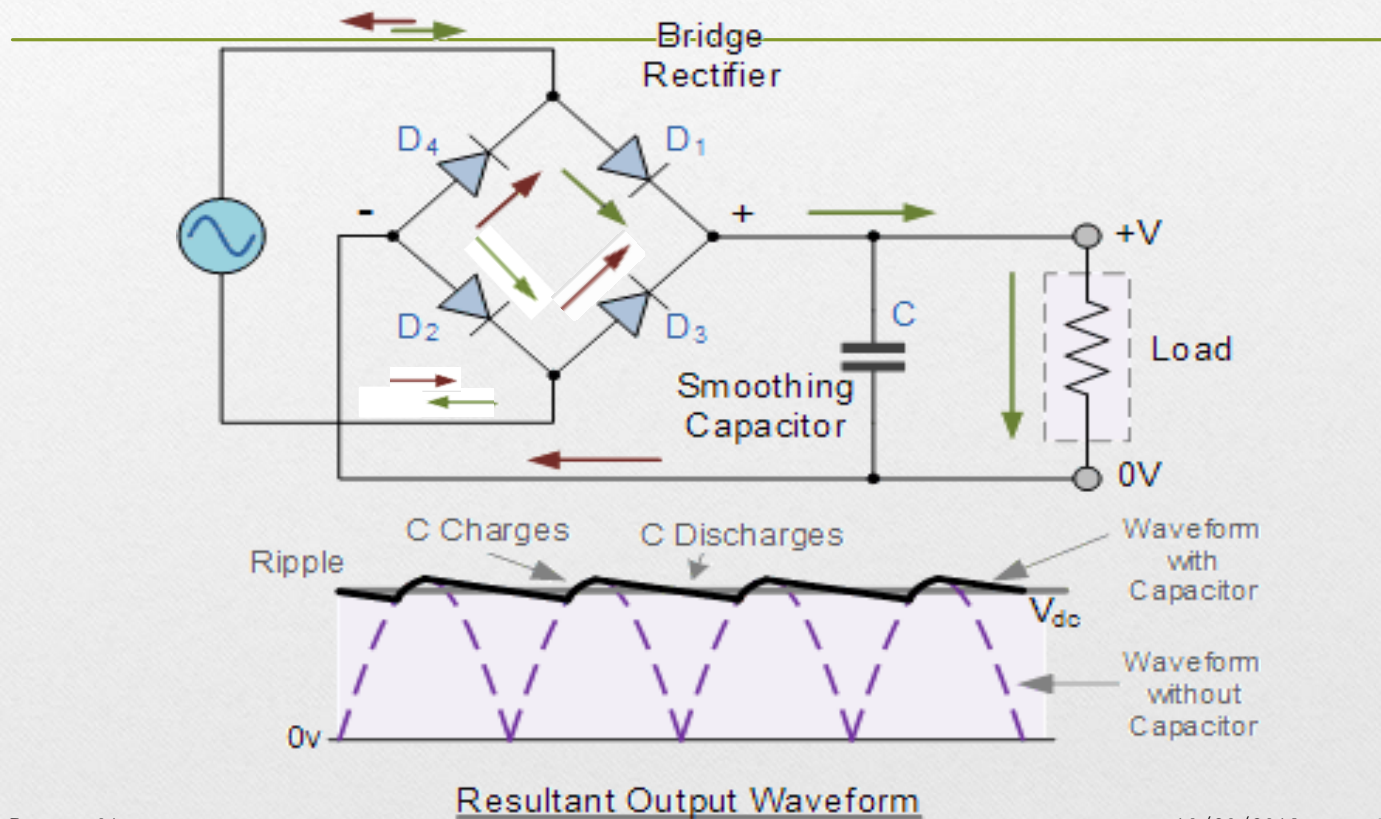 Bridge
Rectifier
D4
D1
-
+
+V
C
D2
D3
Load
Smoothing
Capacitor
0V
C Charges
C Discharges
Waveform
with
Capacitor
Ripple
Vdc
Waveform
without
Capacitor
0v
Resultant Output Waveform